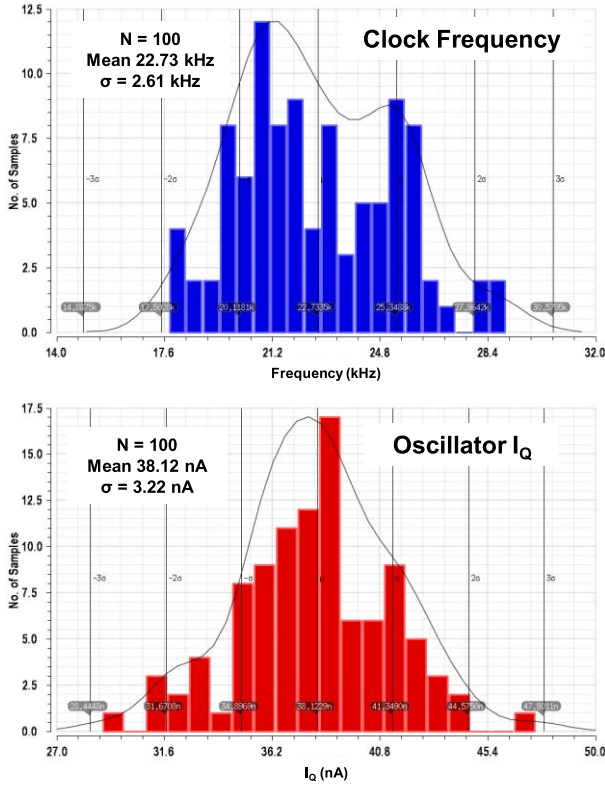 Clock Frequency
N = 100
Mean 22.73 kHz
σ = 2.61 kHz
No. of Samples
12.5
10.0
7.5
5.0
2.5
0.0
-3σ
-2σ
2σ
3σ
14.8875k
17.5028k
20.1181k
22.7335k
25.3488k
27.9642k
30.5795k
14.0
17.6
21.2
24.8
28.4
32.0
Frequency (kHz)
Oscillator I_Q
N = 100
Mean 38.12 nA
σ = 3.22 nA
No. of Samples
17.5
15.0
12.5
10.0
7.5
5.0
2.5
0.0
-3σ
-2σ
-σ
μ
σ
2σ
3σ
28.4448n
31.6708n
34.8969n
38.1229n
41.3490n
44.5750n
47.8011n
27.0
31.6
36.2
40.8
45.4
50.0
I_Q (nA)